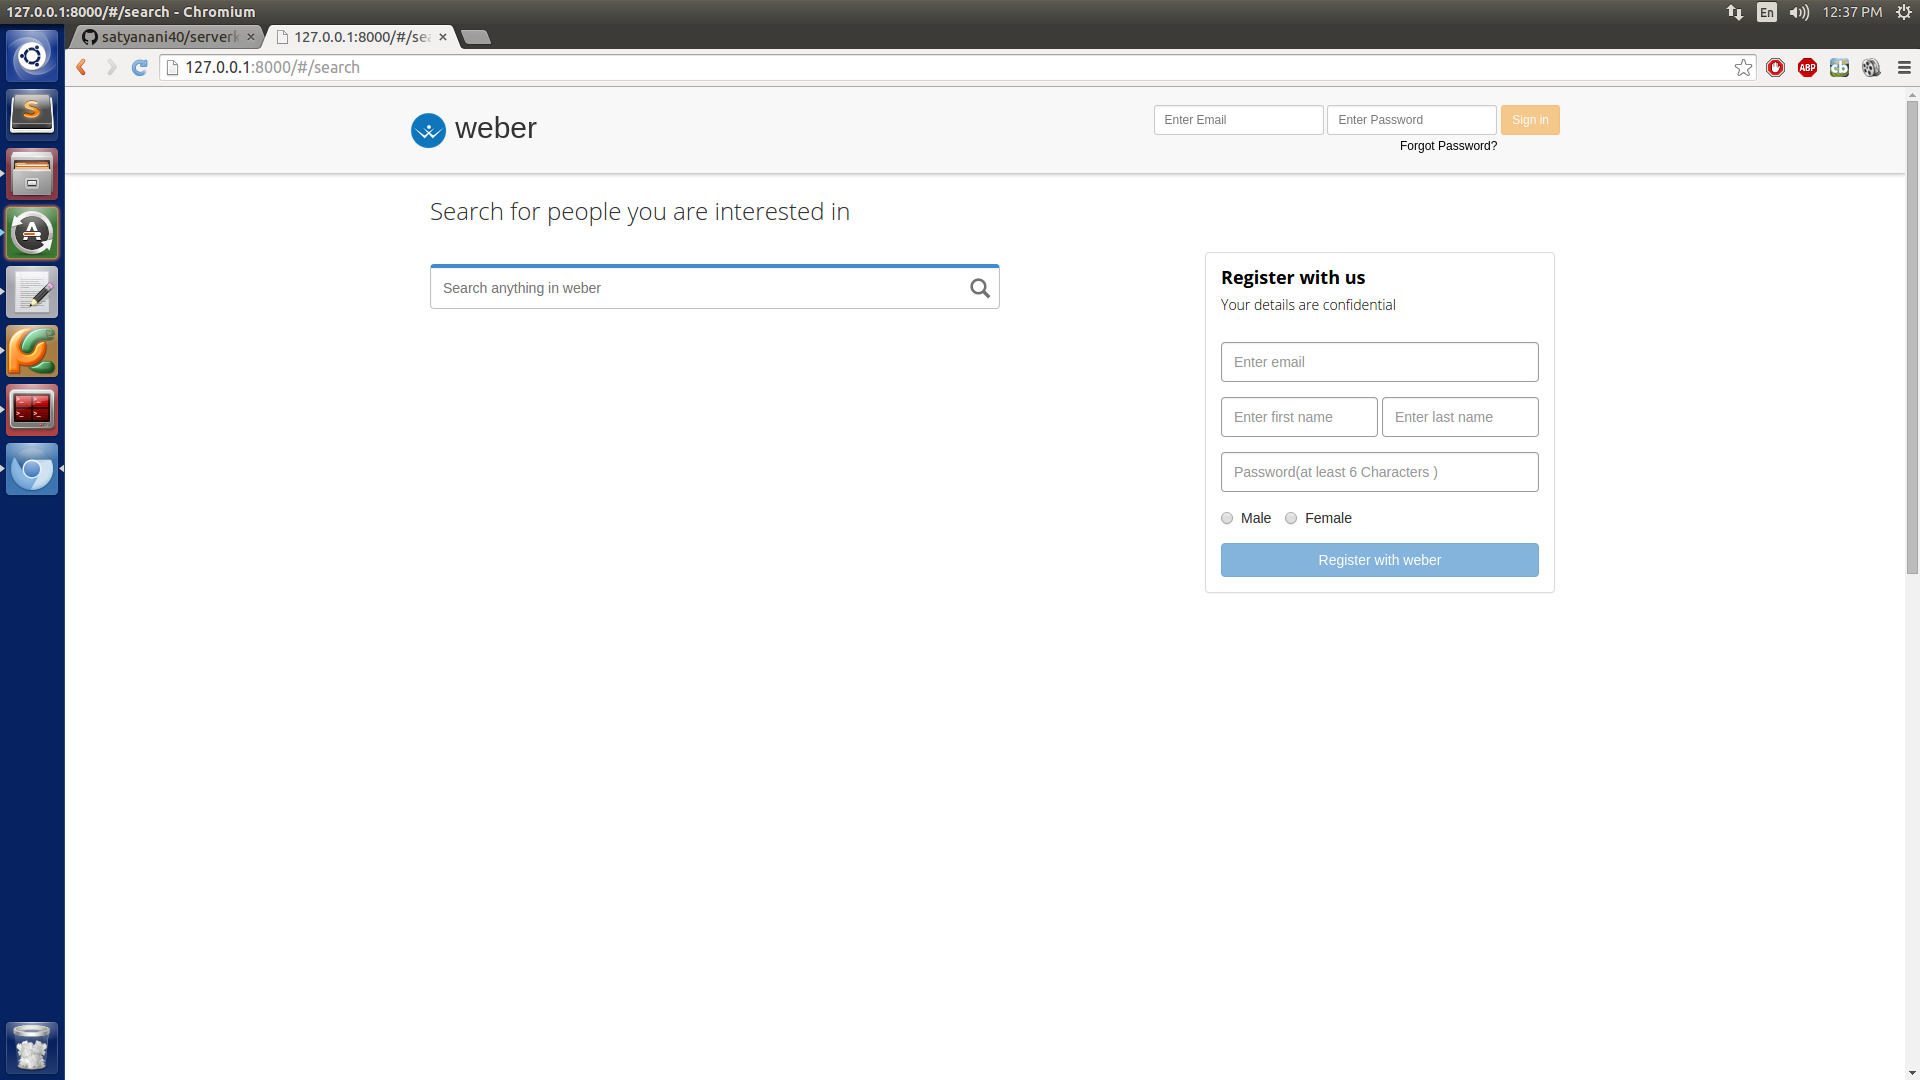 127.0.0.1:8000/#/search - Chromium
En
12:37 PM
satyanani40/server
127.0.0.1:8000/#/sea
127.0.0.1:8000/#/search
ABP
cb
weber
Enter Email
Enter Password
Sign in
Forgot Password?
Search for people you are interested in
Search anything in weber
Register with us
Your details are confidential
Enter email
Enter first name
Enter last name
Password(at least 6 Characters )
Male
Female
Register with weber